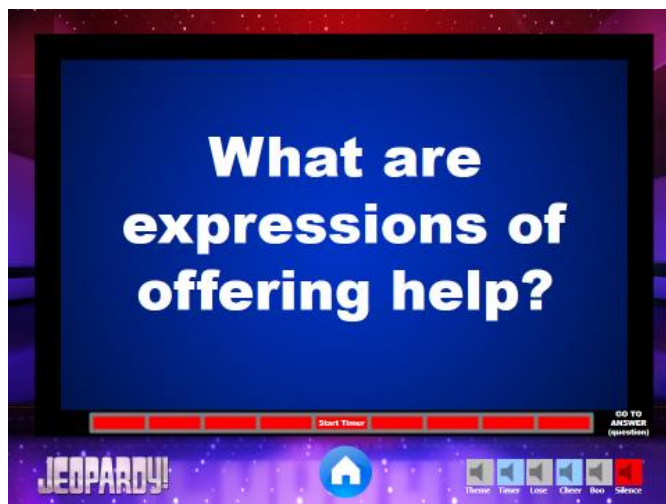 What are
expressions of
offering help?
Start Timer
GO TO
ANSWER
(question)
JEOPARDY!
Theme Timer Lose Cheer Boo Silence